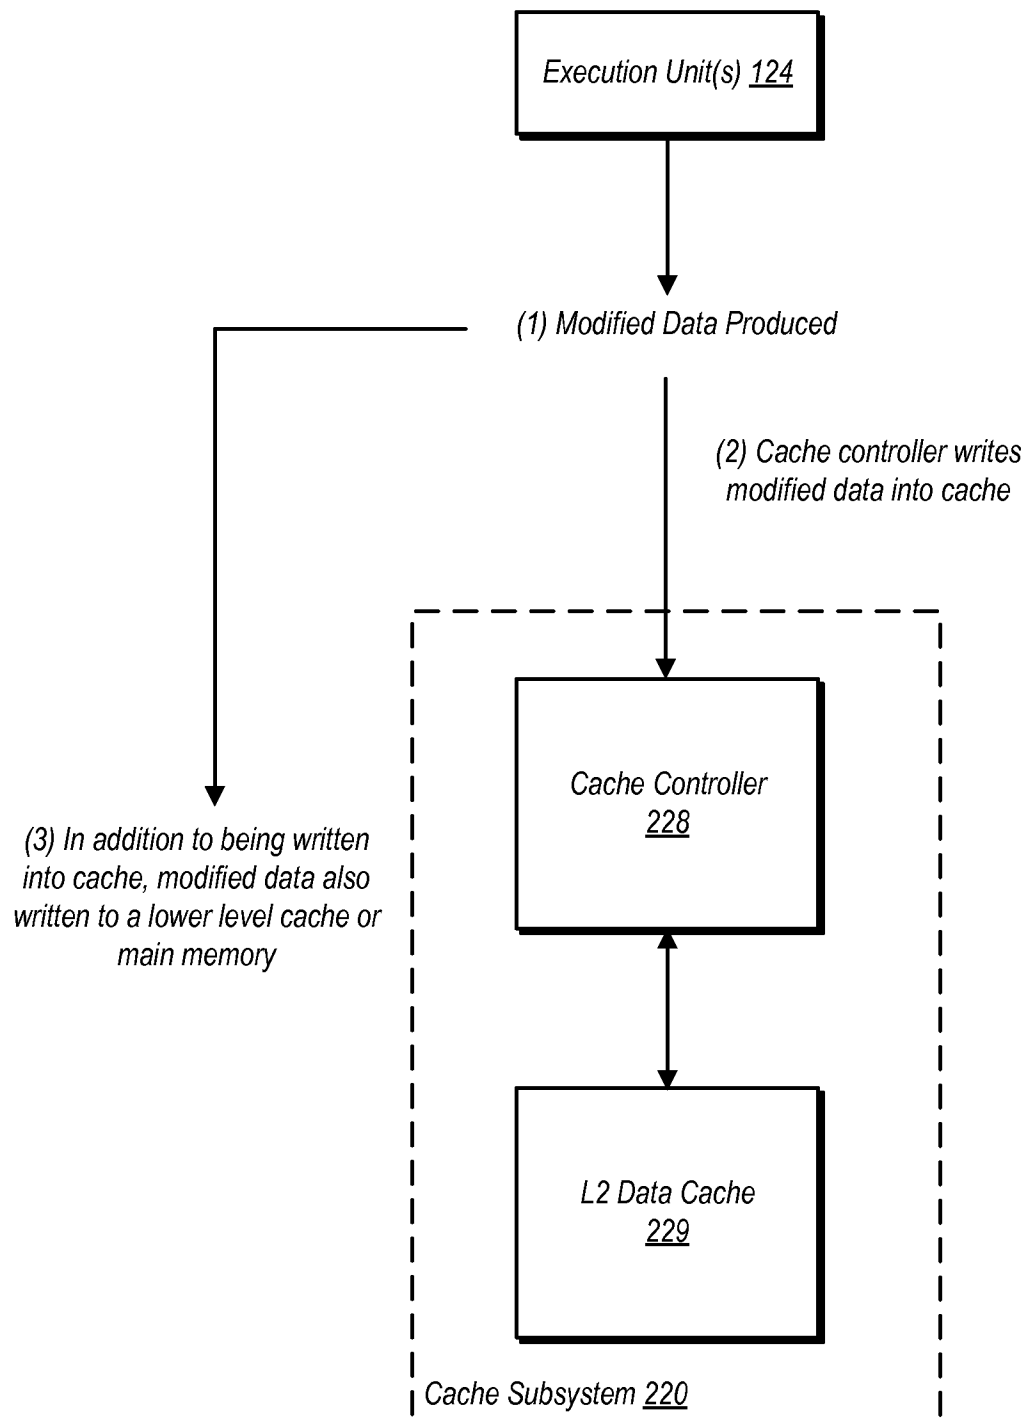 Execution Unit(s) 124
(1) Modified Data Produced
(2) Cache controller writes
modified data into cache
Cache Controller
228
(3) In addition to being written
into cache, modified data also
written to a lower level cache or
main memory
L2 Data Cache
229
Cache Subsystem 220